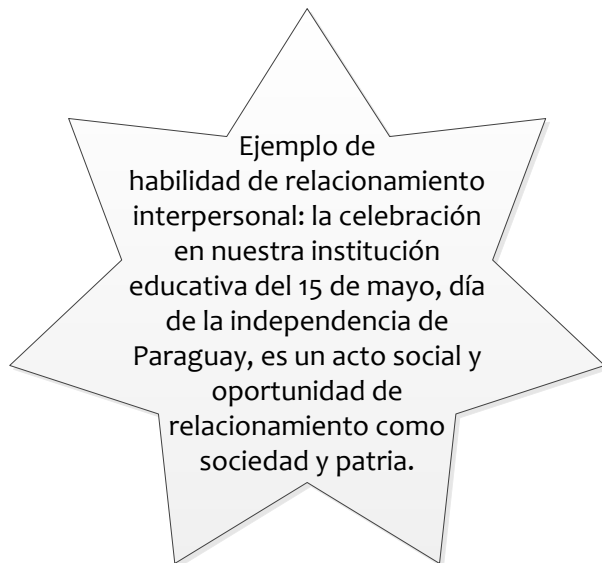 Ejemplo de
habilidad de relacionamiento
interpersonal: la celebración
en nuestra institución
educativa del 15 de mayo, día
de la independencia de
Paraguay, es un acto social y
oportunidad de
relacionamiento como
sociedad y patria.